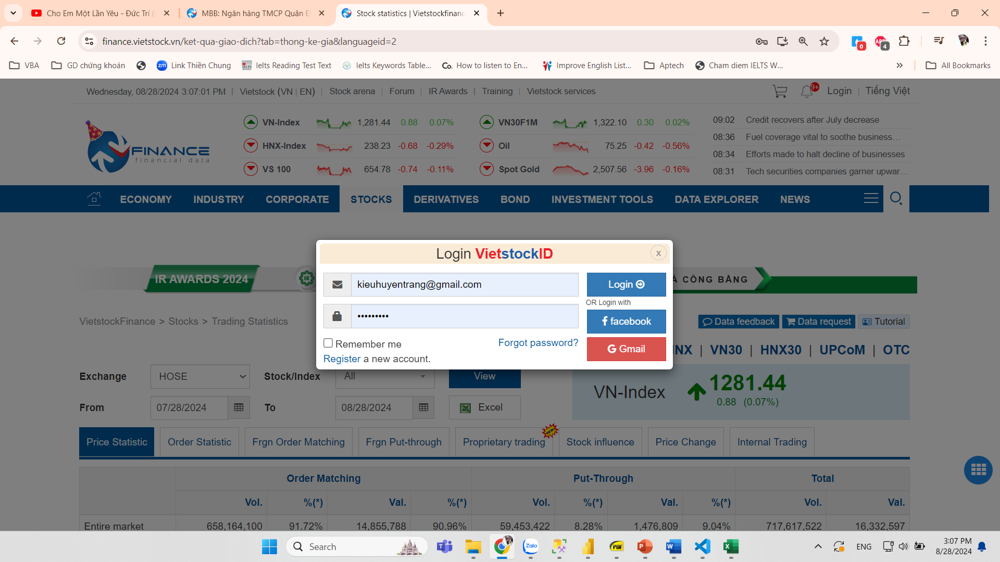 Cho Em Một Lần Yêu - Đức Trí
MBB: Ngân hàng TMCP Quân Đ
Stock statistics | Vietstockfinanc
finance.vietstock.vn/ket-qua-giao-dich?tab=thong-ke-gia&languageid=2
0
4
VBA
GD chứng khoán
zm Link Thiền Chung
Ielts Reading Test Text
Ielts Keywords Table...
Co. How to listen to En...
Improve English List...
Aptech
Cham diem IELTS W...
All Bookmarks
Wednesday, 08/28/2024 3:07:01 PM | Vietstock (VN | EN) | Stock arena | Forum | IR Awards | Training | Vietstock services
9+ Login | Tiếng Việt
FINANCE
financial data
VN-Index 1,281.44 0.88 0.07%
HNX-Index 238.23 -0.68 -0.29%
VS 100 654.78 -0.74 -0.11%
VN30F1M 1,322.10 0.30 0.02%
Oil 75.25 -0.42 -0.56%
Spot Gold 2,507.56 -3.96 -0.16%
09:02 Credit recovers after July decrease
08:36 Fuel coverage vital to soothe business…
08:34 Efforts made to halt decline of businesses
08:31 Tech securities companies garner upwar…
ECONOMY INDUSTRY CORPORATE STOCKS DERIVATIVES BOND INVESTMENT TOOLS DATA EXPLORER NEWS
IR AWARDS 2024
IR
À CÔNG BẰNG
Login VietstockID
x
kieuhuyentrang@gmail.com
•••••••••
Remember me
Forgot password?
Register a new account.
Login
OR Login with
facebook
G Gmail
VietstockFinance > Stocks > Trading Statistics
Data feedback
Data request
Tutorial
NX | VN30 | HNX30 | UPCoM | OTC
Exchange HOSE Stock/Index All View
From 07/28/2024 To 08/28/2024 Excel
VN-Index 1281.44
0.88 (0.07%)
Price Statistic Order Statistic Frgn Order Matching Frgn Put-through Proprietary trading NEW! Stock influence Price Change Internal Trading
Order Matching Put-Through Total
Vol. %(*) Val. %(*) Vol. %(*) Val. %(*) Vol. Val.
Entire market 658,164,100 91.72% 14,855,788 90.96% 59,453,422 8.28% 1,476,809 9.04% 717,617,522 16,332,597
Search
Zalo
PDF
P
W
X
ENG
3:07 PM
8/28/2024